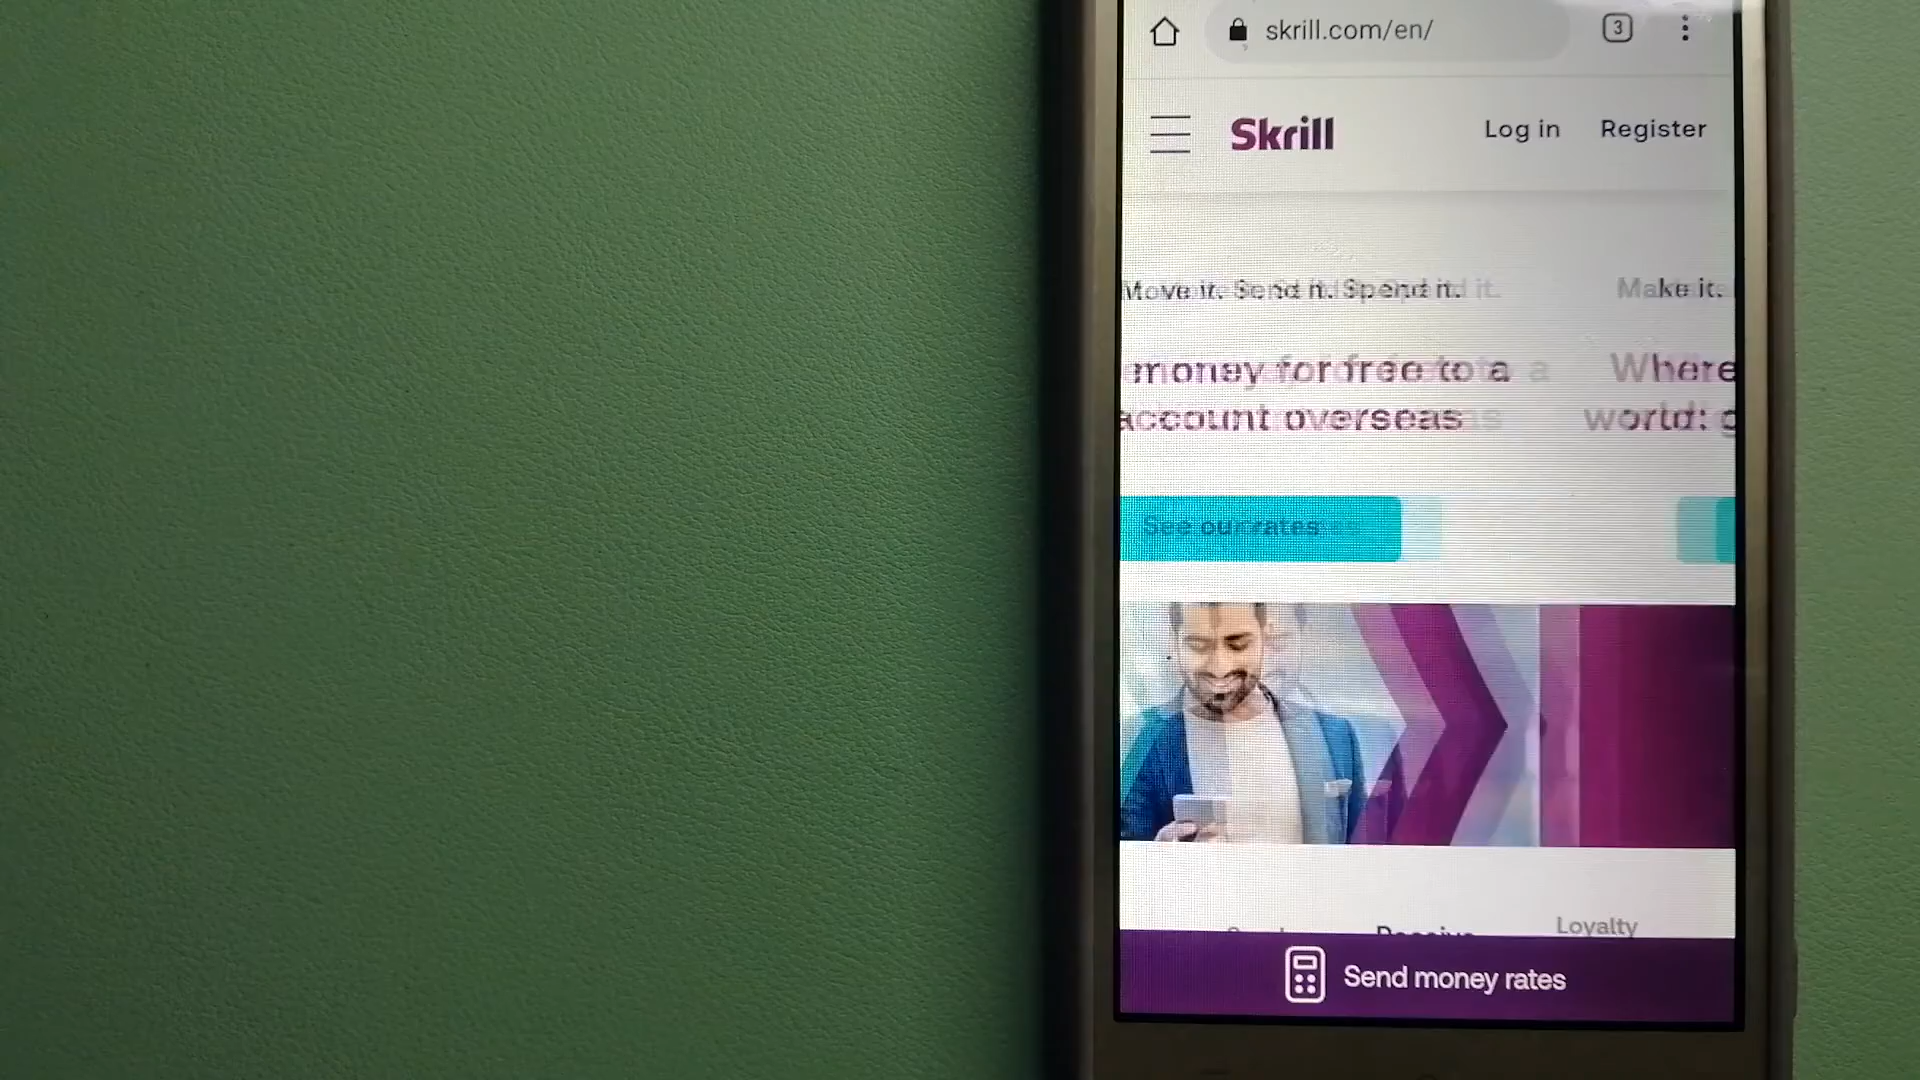 3
skrill.com/en/
Skrill
Log in
Register
Move it. Send it. Spend it.
Make it.
money for free to a
Where
account overseas
world:
See our rates
Receive
Loyalty
Send money rates